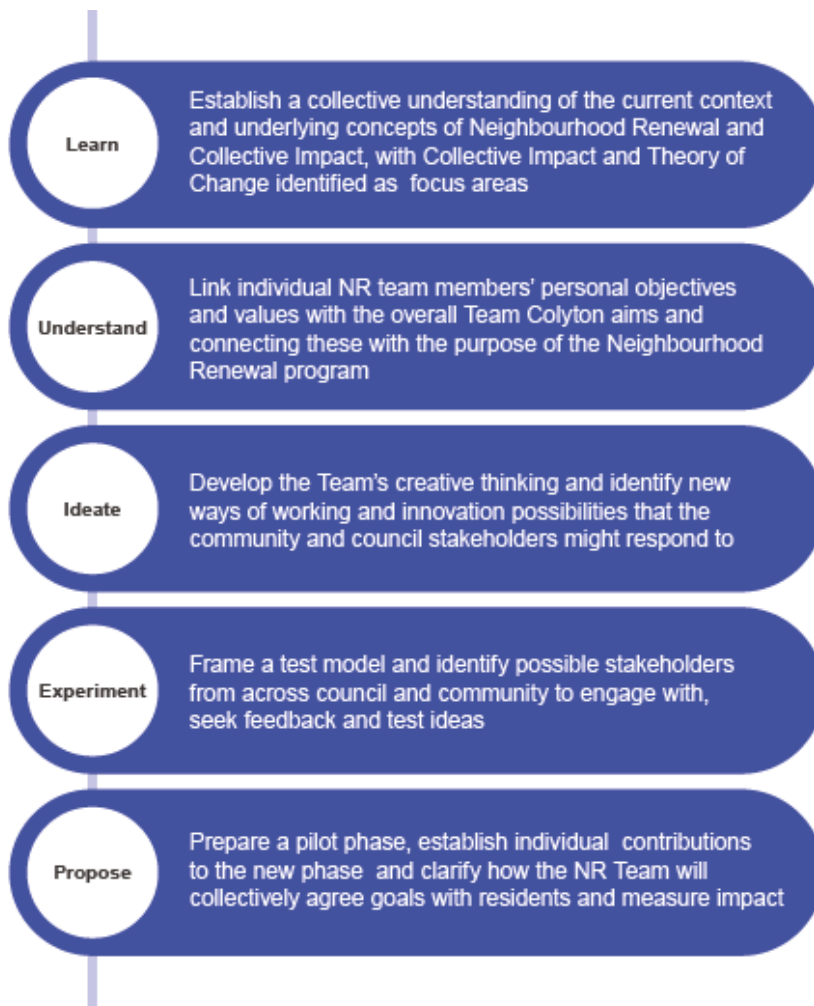 Learn
Establish a collective understanding of the current context
and underlying concepts of Neighbourhood Renewal and
Collective Impact, with Collective Impact and Theory of
Change identified as  focus areas
Understand
Link individual NR team members' personal objectives
and values with the overall Team Colyton aims and
connecting these with the purpose of the Neighbourhood
Renewal program
Ideate
Develop the Team's creative thinking and identify new
ways of working and innovation possibilities that the
community and council stakeholders might respond to
Experiment
Frame a test model and identify possible stakeholders
from across council and community to engage with,
seek feedback and test ideas
Propose
Prepare a pilot phase, establish individual  contributions
to the new phase  and clarify how the NR Team will
collectively agree goals with residents and measure impact